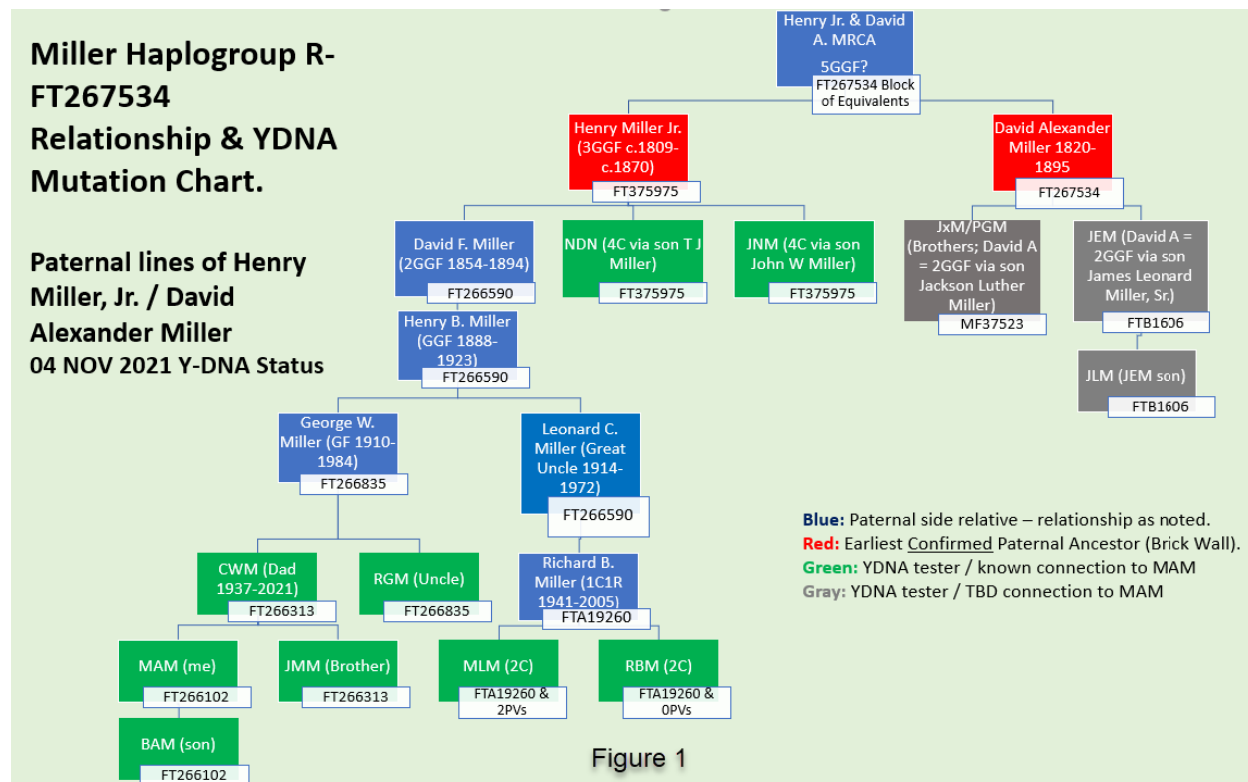 Miller Haplogroup R-
FT267534
Relationship & YDNA
Mutation Chart.
Paternal lines of Henry
Miller, Jr. / David
Alexander Miller
04 NOV 2021 Y-DNA Status
Henry Jr. & David
A. MRCA
5GGF?
FT267534 Block
of Equivalents
Henry Miller Jr.
(3GGF c.1809-
c.1870)
FT375975
David Alexander
Miller 1820-
1895
FT267534
David F. Miller
(2GGF 1854-1894)
FT266590
NDN (4C via son T J
Miller)
FT375975
JNM (4C via son
John W Miller)
FT375975
JxM/PGM
(Brothers; David A
= 2GGF via son
Jackson Luther
Miller)
MF37523
JEM (David A =
2GGF via son
James Leonard
Miller, Sr.)
FTB1606
Henry B. Miller
(GGF 1888-
1923)
FT266590
JLM (JEM son)
FTB1606
George W.
Miller (GF 1910-
1984)
FT266835
Leonard C.
Miller (Great
Uncle 1914-
1972)
FT266590
CWM (Dad
1937-2021)
FT266313
RGM (Uncle)
FT266835
Richard B.
Miller (1C1R
1941-2005)
FTA19260
MAM (me)
FT266102
JMM (Brother)
FT266313
MLM (2C)
FTA19260 &
2PVs
RBM (2C)
FTA19260 &
0PVs
BAM (son)
FT266102
Blue: Paternal side relative – relationship as noted.
Red: Earliest Confirmed Paternal Ancestor (Brick Wall).
Green: YDNA tester / known connection to MAM
Gray: YDNA tester / TBD connection to MAM
Figure 1